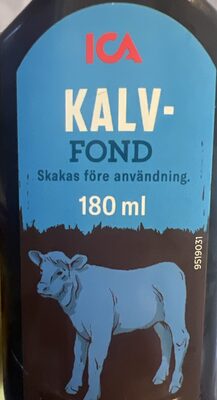 ICA
KALV-
FOND
Skakas före användning.
180 ml
9519031